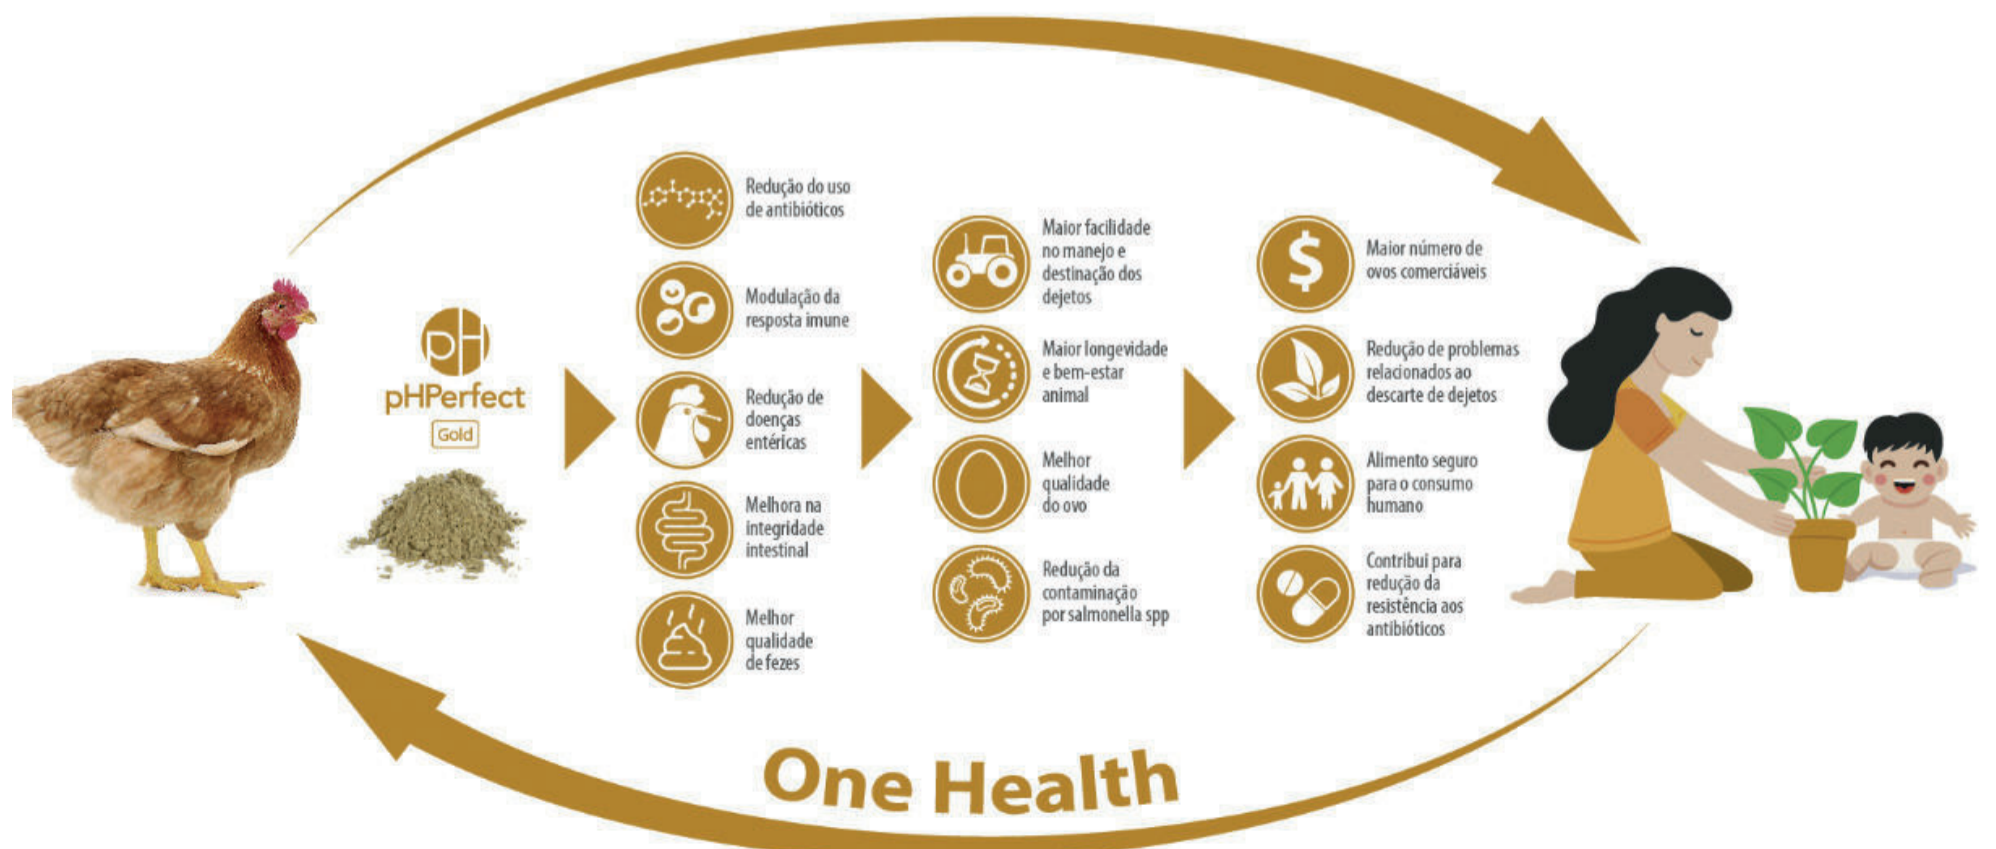 pH
pHPerfect
Gold
Redução do uso
de antibióticos
Modulação da
resposta imune
Redução de
doenças
entéricas
Melhora na
integridade
intestinal
Melhor
qualidade
de fezes
Maior facilidade
no manejo e
destinação dos
dejetos
Maior longevidade
e bem-estar
animal
Melhor
qualidade
do ovo
Redução da
contaminação
por salmonella spp
$
Maior número de
ovos comerciáveis
Redução de problemas
relacionados ao
descarte de dejetos
Alimento seguro
para o consumo
humano
Contribui para
redução da
resistência aos
antibióticos
One Health